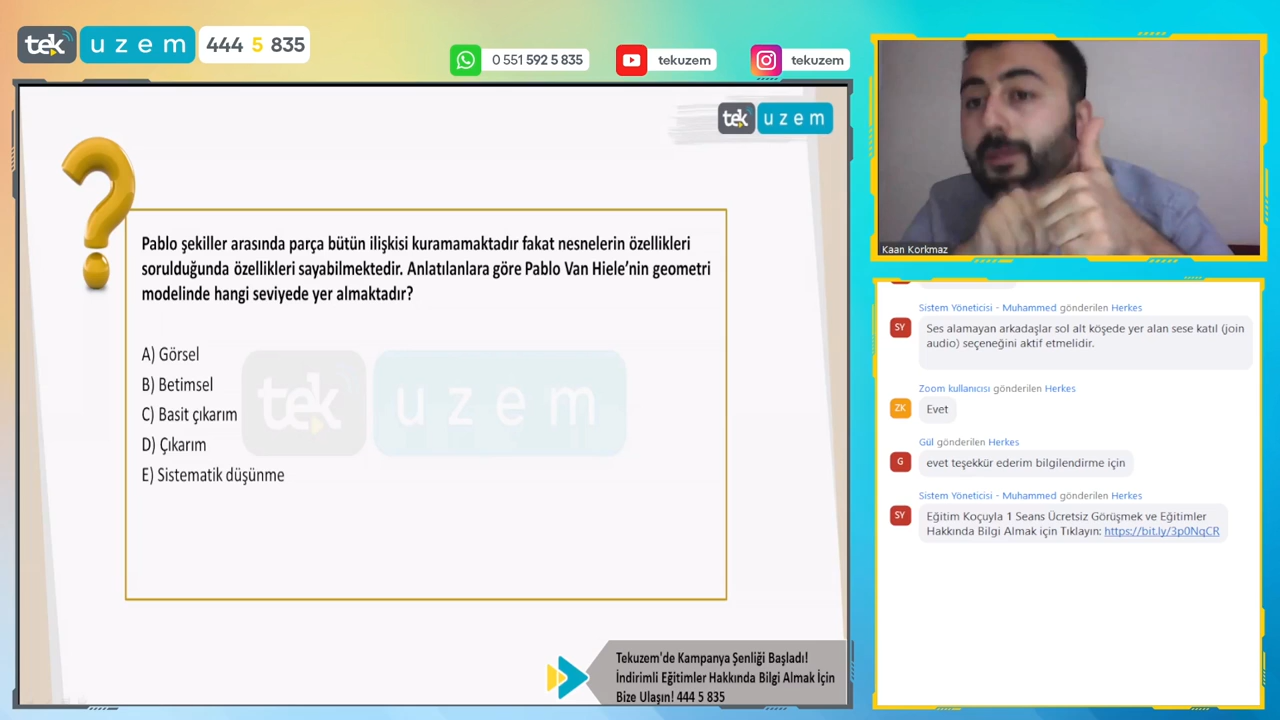 tek uzem 444 5 835
0 551 592 5 835
tekuzem
tekuzem
tek uzem
Pablo şekiller arasında parça bütün ilişkisi kuramamaktadır fakat nesnelerin özellikleri
sorulduğunda özellikleri sayabilmektedir. Anlatılanlara göre Pablo Van Hiele'nin geometri
modelinde hangi seviyede yer almaktadır?
A) Görsel
B) Betimsel
C) Basit çıkarım
D) Çıkarım
E) Sistematik düşünme
tek uzem
Tekuzem'de Kampanya Şenliği Başladı!
İndirimli Eğitimler Hakkında Bilgi Almak İçin
Bize Ulaşın! 444 5 835
Kaan Korkmaz
Sistem Yöneticisi - Muhammed gönderilen Herkes
SY
Ses alamayan arkadaşlar sol alt köşede yer alan sese katıl (join
audio) seçeneğini aktif etmelidir.
Zoom kullanıcısı gönderilen Herkes
ZK
Evet
Gül gönderilen Herkes
G
evet teşekkür ederim bilgilendirme için
Sistem Yöneticisi - Muhammed gönderilen Herkes
SY
Eğitim Koçuyla 1 Seans Ücretsiz Görüşmek ve Eğitimler
Hakkında Bilgi Almak için Tıklayın: https://bit.ly/3p0NqCR